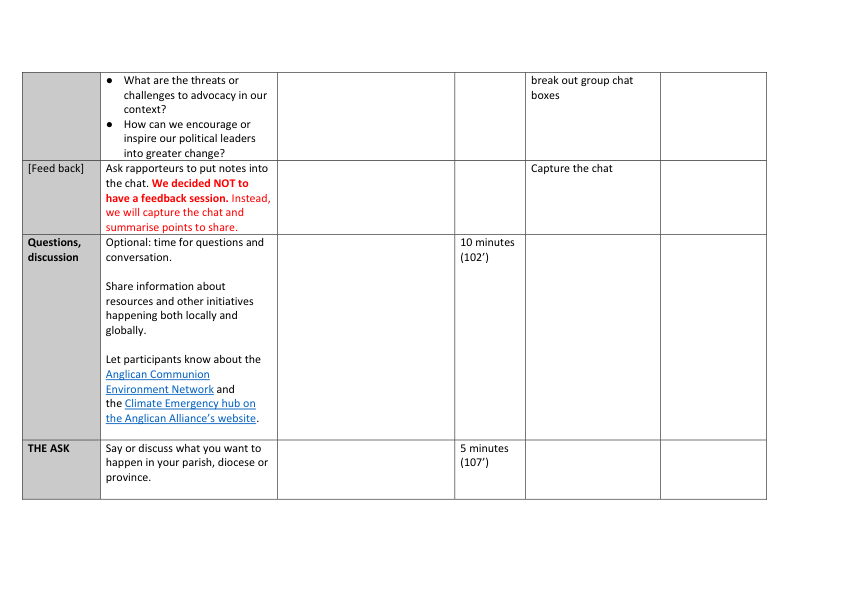 ● What are the threats or
challenges to advocacy in our
context?
● How can we encourage or
inspire our political leaders
into greater change?
break out group chat
boxes
[Feed back]
Ask rapporteurs to put notes into
the chat. We decided NOT to
have a feedback session. Instead,
we will capture the chat and
summarise points to share.
Capture the chat
Questions,
discussion
Optional: time for questions and
conversation.
Share information about
resources and other initiatives
happening both locally and
globally.
Let participants know about the
Anglican Communion
Environment Network and
the Climate Emergency hub on
the Anglican Alliance’s website.
10 minutes
(102’)
THE ASK
Say or discuss what you want to
happen in your parish, diocese or
province.
5 minutes
(107’)